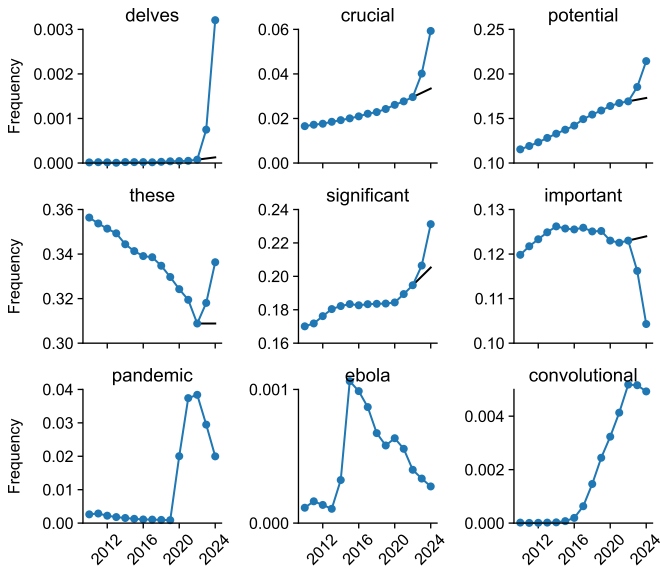 delves
crucial
potential
Frequency
0.003
0.002
0.001
0.000
0.06
0.04
0.02
0.00
0.25
0.20
0.15
0.10
these
significant
important
Frequency
0.36
0.34
0.32
0.30
0.24
0.22
0.20
0.18
0.16
0.13
0.12
0.11
0.10
pandemic
ebola
convolutional
Frequency
0.04
0.03
0.02
0.01
0.00
0.001
0.000
0.004
0.002
0.000
2012 2016 2020 2024
2012 2016 2020 2024
2012 2016 2020 2024